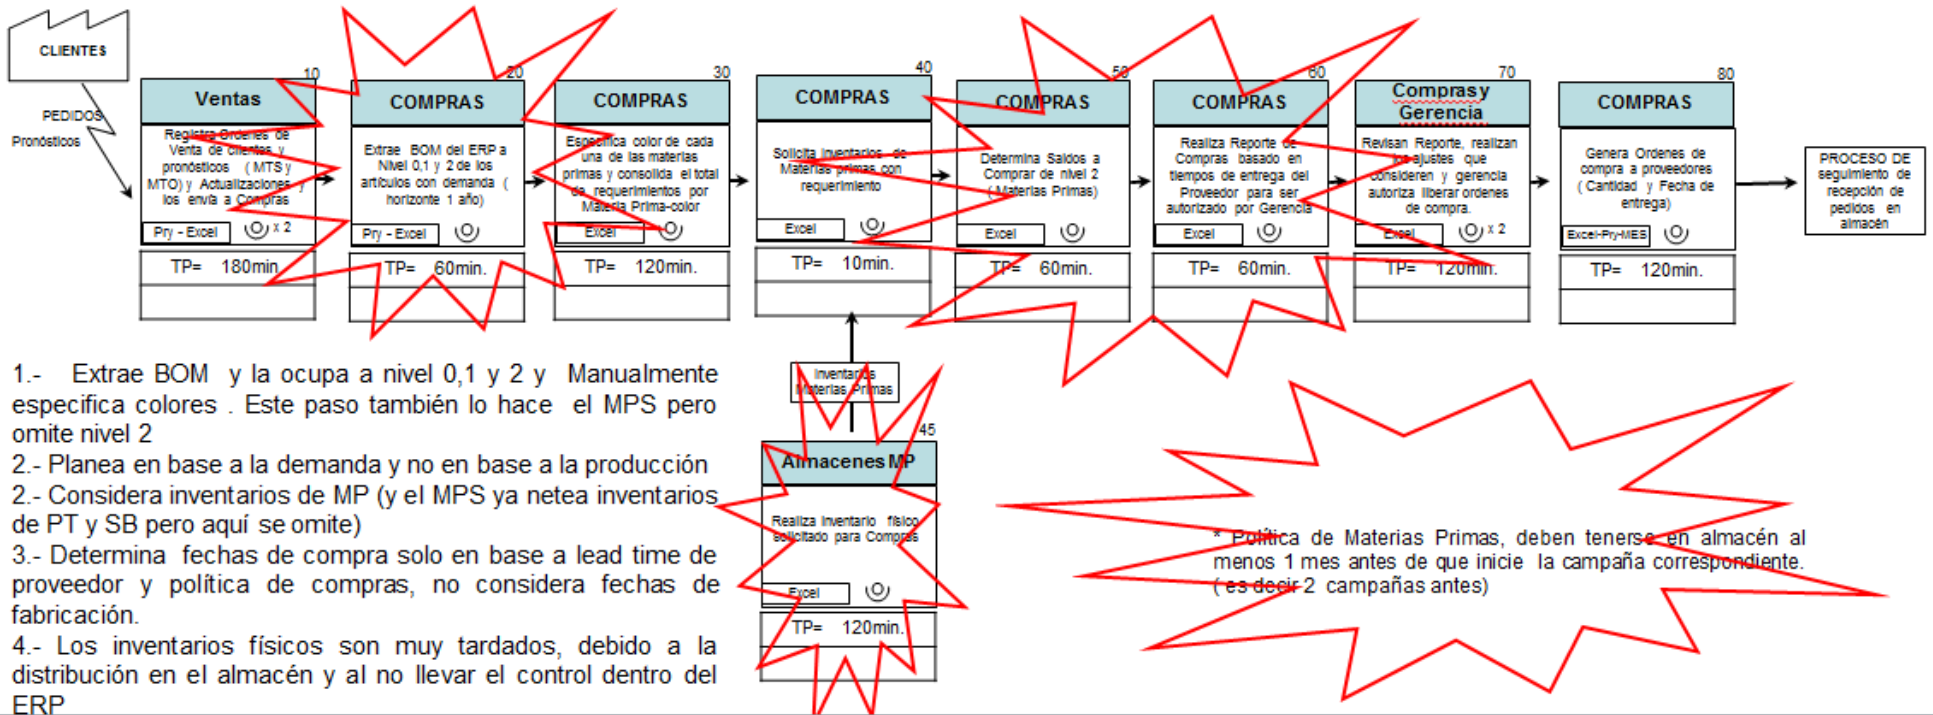 CLIENTES
PEDIDOS
Pronósticos
10
Ventas
Registra Ordenes de
Venta de clientes y
pronósticos ( MTS y
MTO) y Actualizaciones y
los envía a Compras
Pry - Excel
x 2
TP= 180min.
20
COMPRAS
Extrae BOM del ERP a
Nivel 0,1 y 2 de los
artículos con demanda (
horizonte 1 año)
Pry - Excel
TP= 60min.
30
COMPRAS
Especifica color de cada
una de las materias
primas y consolida el total
de requerimientos por
Materia Prima-color
Excel
TP= 120min.
40
COMPRAS
Solicita inventarios de
Materias primas con
requerimiento
Excel
TP= 10min.
50
COMPRAS
Determina Saldos a
Comprar de nivel 2
( Materias Primas)
Excel
TP= 60min.
60
COMPRAS
Realiza Reporte de
Compras basado en
tiempos de entrega del
Proveedor para ser
autorizado por Gerencia
Excel
TP= 60min.
70
Compras y
Gerencia
Revisan Reporte, realizan
los ajustes que
consideren y gerencia
autoriza liberar ordenes
de compra.
Excel
x 2
TP= 120min.
80
COMPRAS
Genera Ordenes de
compra a proveedores
( Cantidad y Fecha de
entrega)
Excel-Pry-MES
TP= 120min.
PROCESO DE
seguimiento de
recepción de
pedidos en
almacén
Inventarios
Materias Primas
45
Almacenes MP
Realiza Inventario físico
solicitado para Compras
Excel
TP= 120min.
1.- Extrae BOM y la ocupa a nivel 0,1 y 2 y Manualmente
especifica colores . Este paso también lo hace el MPS pero
omite nivel 2
2.- Planea en base a la demanda y no en base a la producción
2.- Considera inventarios de MP (y el MPS ya netea inventarios
de PT y SB pero aquí se omite)
3.- Determina fechas de compra solo en base a lead time de
proveedor y política de compras, no considera fechas de
fabricación.
4.- Los inventarios físicos son muy tardados, debido a la
distribución en el almacén y al no llevar el control dentro del
ERP
* Política de Materias Primas, deben tenerse en almacén al
menos 1 mes antes de que inicie la campaña correspondiente.
( es decir 2 campañas antes)